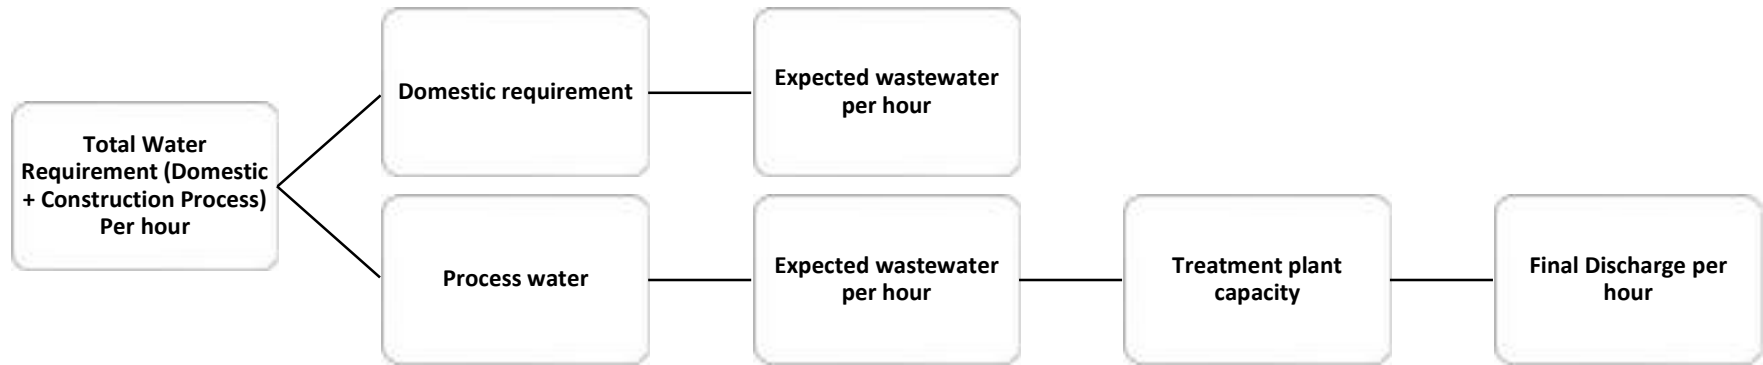 Total Water
Requirement (Domestic
+ Construction Process)
Per hour
Domestic requirement
Expected wastewater
per hour
Process water
Expected wastewater
per hour
Treatment plant
capacity
Final Discharge per
hour